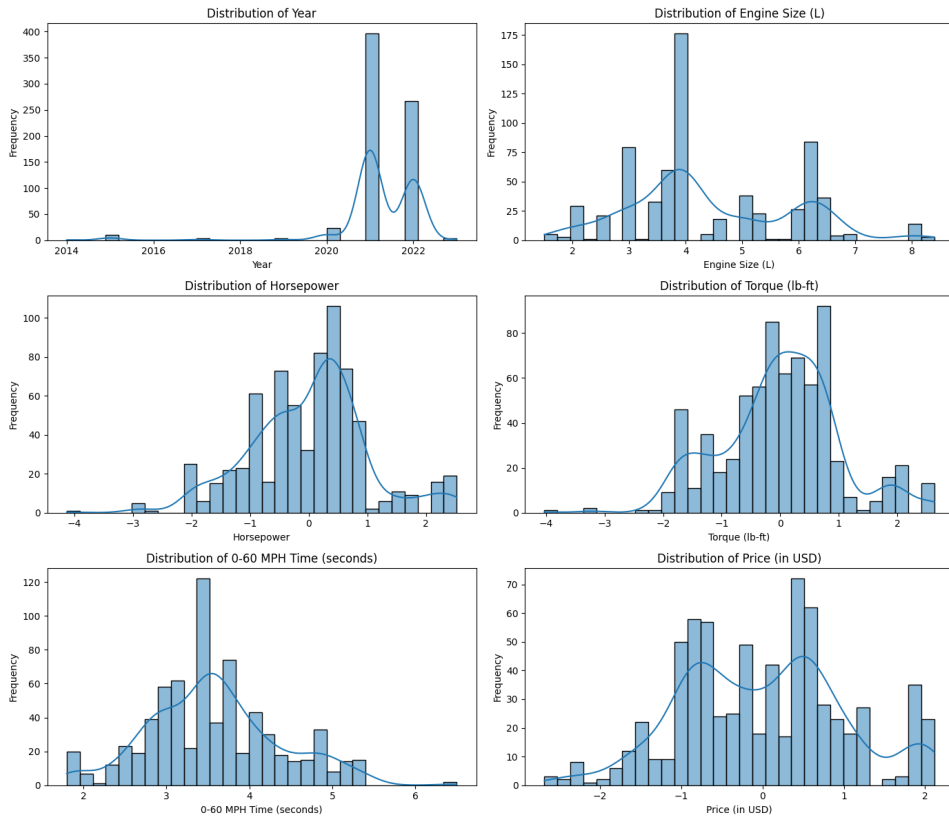 Distribution of Year
400
350
300
250
200
150
100
50
0
Frequency
2014 2016 2018 2020 2022
Year
Distribution of Engine Size (L)
175
150
125
100
75
50
25
0
Frequency
2 3 4 5 6 7 8
Engine Size (L)
Distribution of Horsepower
100
80
60
40
20
0
Frequency
−4 −3 −2 −1 0 1 2
Horsepower
Distribution of Torque (lb-ft)
80
60
40
20
0
Frequency
−4 −3 −2 −1 0 1 2
Torque (lb-ft)
Distribution of 0-60 MPH Time (seconds)
120
100
80
60
40
20
0
Frequency
2 3 4 5 6
0-60 MPH Time (seconds)
Distribution of Price (in USD)
70
60
50
40
30
20
10
0
Frequency
−2 −1 0 1 2
Price (in USD)